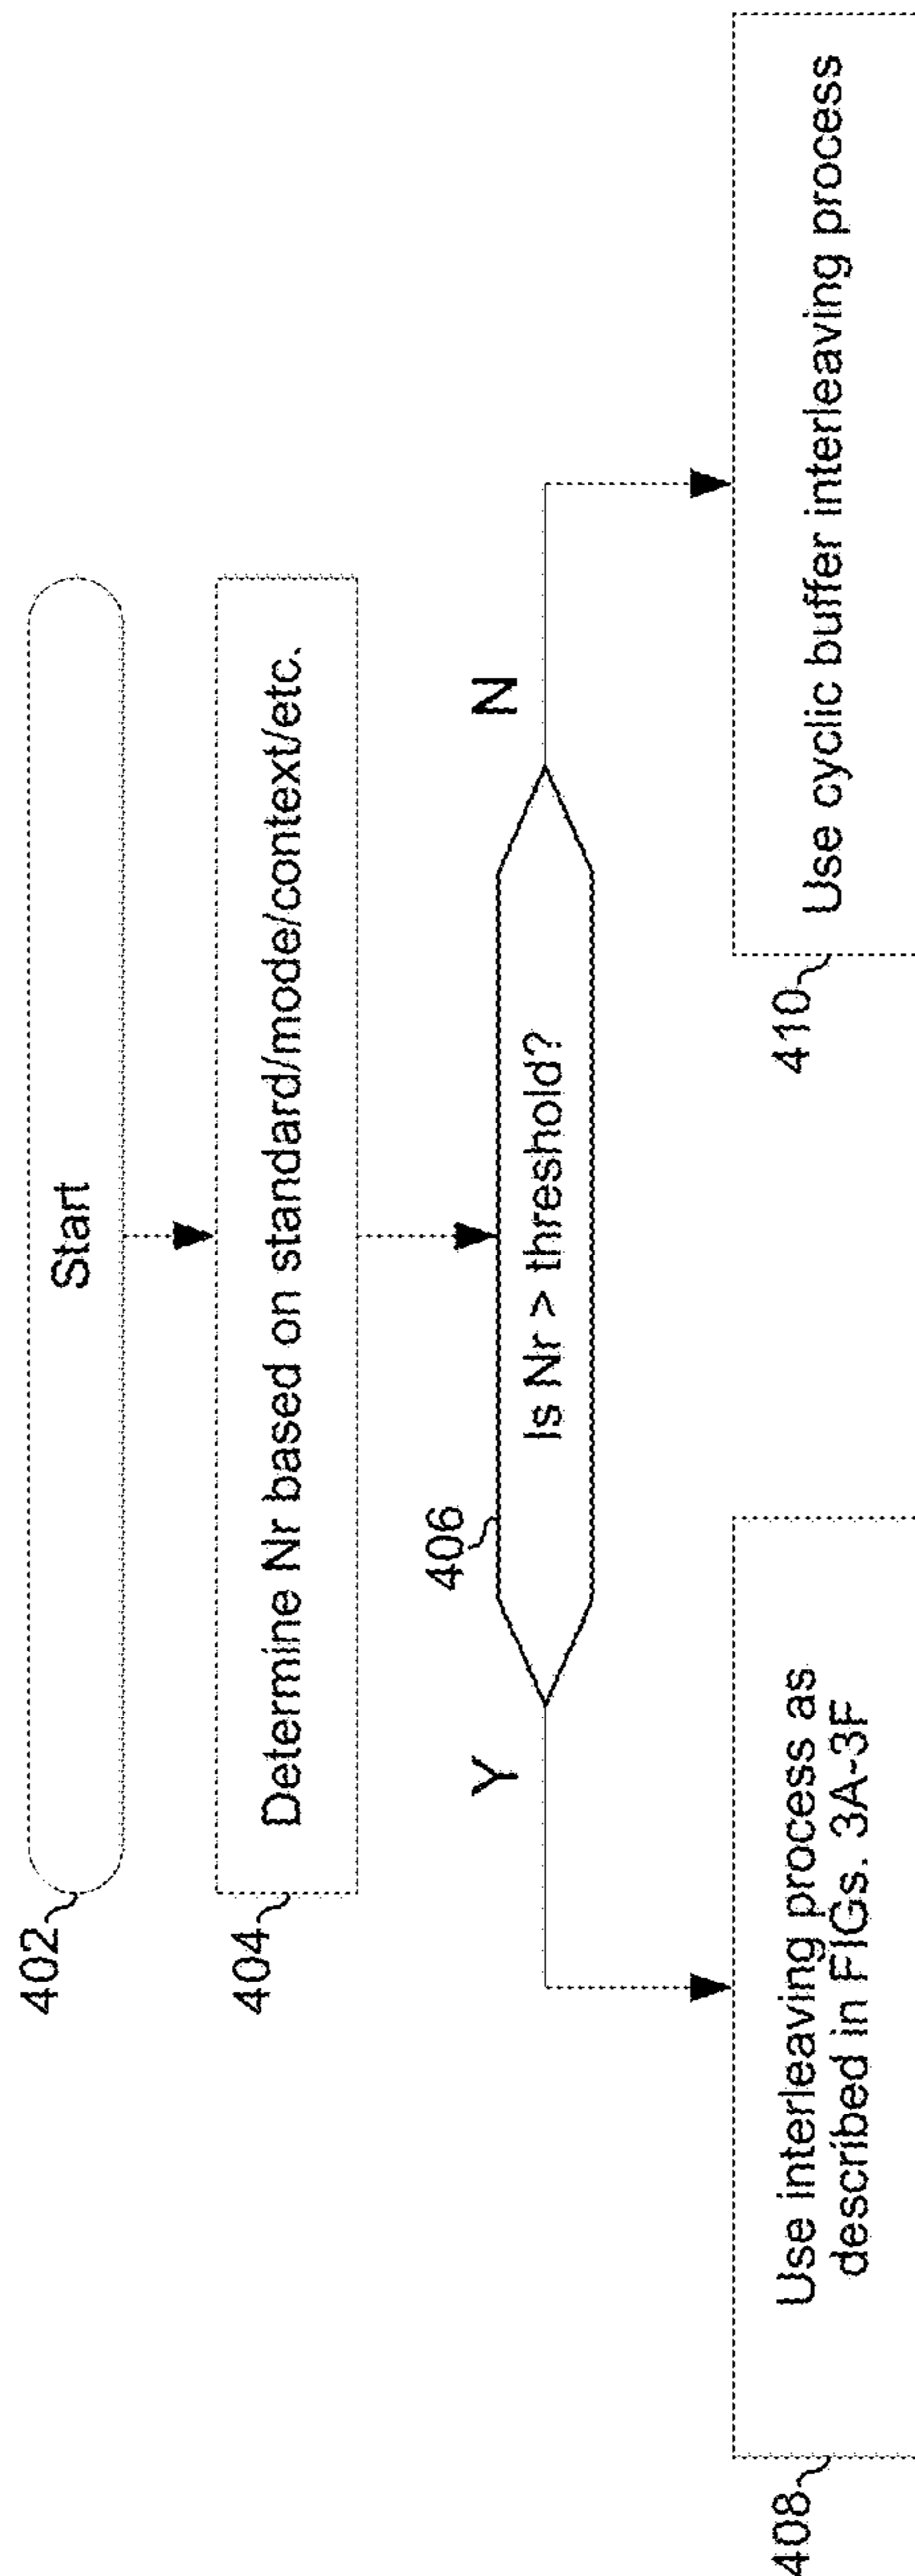 402
Start
404
Determine Nr based on standard/mode/context/etc.
406
Is Nr > threshold?
Y
N
408
Use interleaving process as
described in FIGs. 3A-3F
410
Use cyclic buffer interleaving process